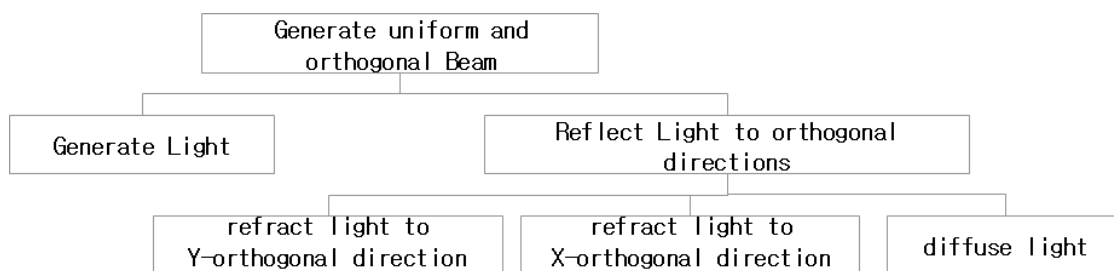 Generate uniform and
orthogonal Beam
Generate Light
Reflect Light to orthogonal
directions
refract light to
Y-orthogonal direction
refract light to
X-orthogonal direction
diffuse light